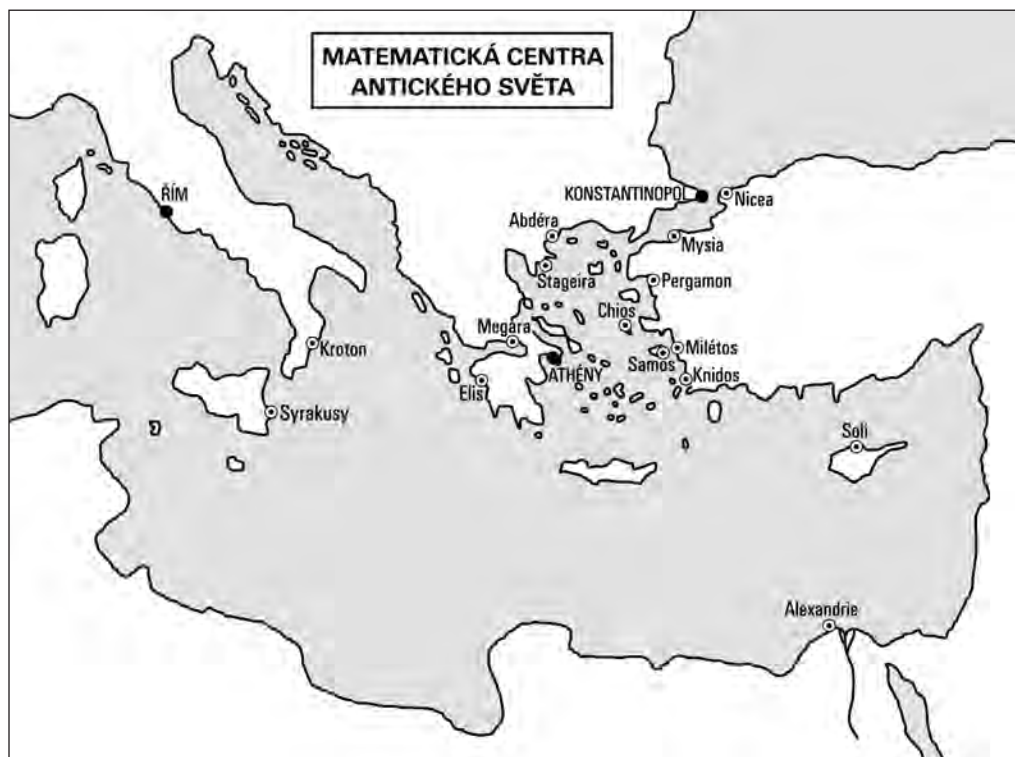 MATEMATICKÁ CENTRA
ANTICKÉHO SVĚTA
ŘÍM
KONSTANTINOPOL
Nicea
Abdéra
Mysia
Stageira
Pergamon
Chios
Megara
Kroton
Milétos
Samos
ATHÉNY
Knidos
Elis
Syrakusy
Soli
Alexandrie